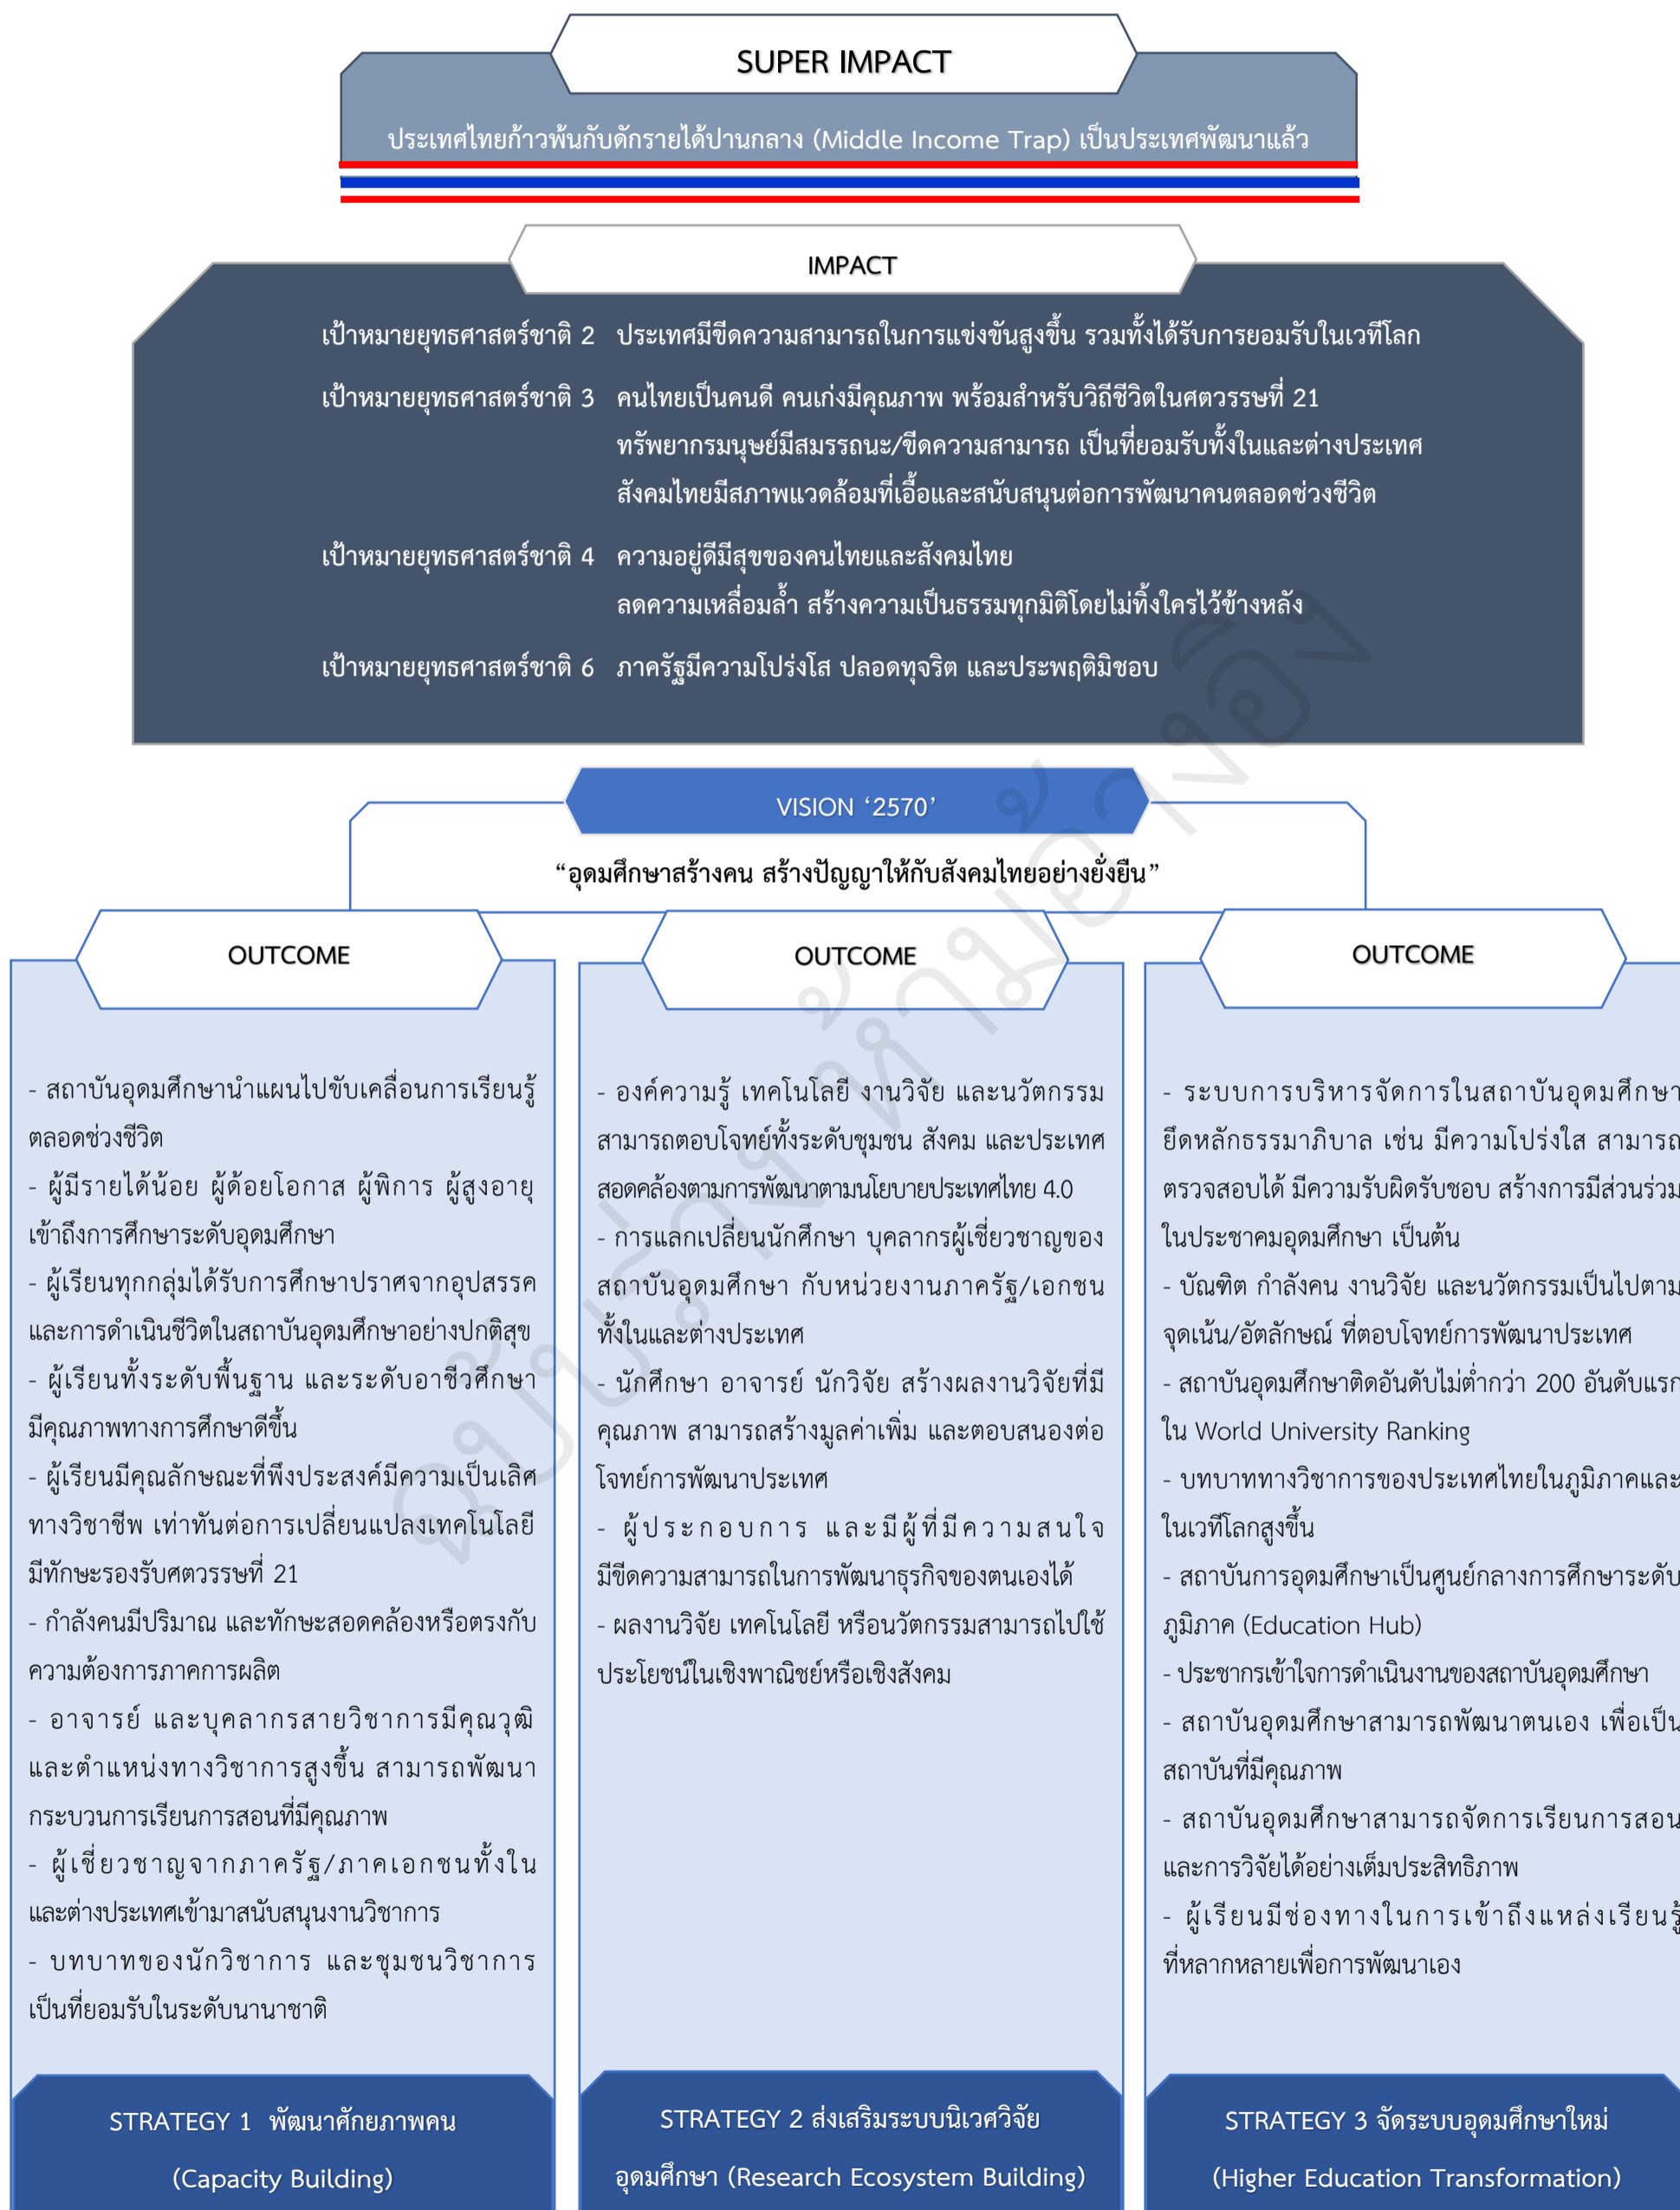 SUPER IMPACT
ประเทศไทยก้าวพ้นกับดักรายได้ปานกลาง (Middle Income Trap) เป็นประเทศพัฒนาแล้ว
IMPACT
เป้าหมายยุทธศาสตร์ชาติ 2 ประเทศมีขีดความสามารถในการแข่งขันสูงขึ้น รวมทั้งได้รับการยอมรับในเวทีโลก
เป้าหมายยุทธศาสตร์ชาติ 3 คนไทยเป็นคนดี คนเก่งมีคุณภาพ พร้อมสำหรับวิถีชีวิตในศตวรรษที่ 21
ทรัพยากรมนุษย์มีสมรรถนะ/ขีดความสามารถ เป็นที่ยอมรับทั้งในและต่างประเทศ
สังคมไทยมีสภาพแวดล้อมที่เอื้อและสนับสนุนต่อการพัฒนาคนตลอดช่วงชีวิต
เป้าหมายยุทธศาสตร์ชาติ 4 ความอยู่ดีมีสุขของคนไทยและสังคมไทย
ลดความเหลื่อมล้ำ สร้างความเป็นธรรมทุกมิติโดยไม่ทิ้งใครไว้ข้างหลัง
เป้าหมายยุทธศาสตร์ชาติ 6 ภาครัฐมีความโปร่งโส ปลอดทุจริต และประพฤติมิชอบ
VISION ‘2570’
“อุดมศึกษาสร้างคน สร้างปัญญาให้กับสังคมไทยอย่างยั่งยืน”
OUTCOME
- สถาบันอุดมศึกษานำแผนไปขับเคลื่อนการเรียนรู้
ตลอดช่วงชีวิต
- ผู้มีรายได้น้อย ผู้ด้อยโอกาส ผู้พิการ ผู้สูงอายุ
เข้าถึงการศึกษาระดับอุดมศึกษา
- ผู้เรียนทุกกลุ่มได้รับการศึกษาปราศจากอุปสรรค
และการดำเนินชีวิตในสถาบันอุดมศึกษาอย่างปกติสุข
- ผู้เรียนทั้งระดับพื้นฐาน และระดับอาชีวศึกษา
มีคุณภาพทางการศึกษาดีขึ้น
- ผู้เรียนมีคุณลักษณะที่พึงประสงค์มีความเป็นเลิศ
ทางวิชาชีพ เท่าทันต่อการเปลี่ยนแปลงเทคโนโลยี
มีทักษะรองรับศตวรรษที่ 21
- กำลังคนมีปริมาณ และทักษะสอดคล้องหรือตรงกับ
ความต้องการภาคการผลิต
- อาจารย์ และบุคลากรสายวิชาการมีคุณวุฒิ
และตำแหน่งทางวิชาการสูงขึ้น สามารถพัฒนา
กระบวนการเรียนการสอนที่มีคุณภาพ
- ผู้เชี่ยวชาญจากภาครัฐ/ภาคเอกชนทั้งใน
และต่างประเทศเข้ามาสนับสนุนงานวิชาการ
- บทบาทของนักวิชาการ และชุมชนวิชาการ
เป็นที่ยอมรับในระดับนานาชาติ
STRATEGY 1 พัฒนาศักยภาพคน
(Capacity Building)
OUTCOME
- องค์ความรู้ เทคโนโลยี งานวิจัย และนวัตกรรม
สามารถตอบโจทย์ทั้งระดับชุมชน สังคม และประเทศ
สอดคล้องตามการพัฒนาตามนโยบายประเทศไทย 4.0
- การแลกเปลี่ยนนักศึกษา บุคลากรผู้เชี่ยวชาญของ
สถาบันอุดมศึกษา กับหน่วยงานภาครัฐ/เอกชน
ทั้งในและต่างประเทศ
- นักศึกษา อาจารย์ นักวิจัย สร้างผลงานวิจัยที่มี
คุณภาพ สามารถสร้างมูลค่าเพิ่ม และตอบสนองต่อ
โจทย์การพัฒนาประเทศ
- ผู้ประกอบการ และมีผู้ที่มีความสนใจ
มีขีดความสามารถในการพัฒนาธุรกิจของตนเองได้
- ผลงานวิจัย เทคโนโลยี หรือนวัตกรรมสามารถไปใช้
ประโยชน์ในเชิงพาณิชย์หรือเชิงสังคม
STRATEGY 2 ส่งเสริมระบบนิเวศวิจัย
อุดมศึกษา (Research Ecosystem Building)
OUTCOME
- ระบบการบริหารจัดการในสถาบันอุดมศึกษา
ยึดหลักธรรมาภิบาล เช่น มีความโปร่งใส สามารถ
ตรวจสอบได้ มีความรับผิดรับชอบ สร้างการมีส่วนร่วม
ในประชาคมอุดมศึกษา เป็นต้น
- บัณฑิต กำลังคน งานวิจัย และนวัตกรรมเป็นไปตาม
จุดเน้น/อัตลักษณ์ ที่ตอบโจทย์การพัฒนาประเทศ
- สถาบันอุดมศึกษาติดอันดับไม่ต่ำกว่า 200 อันดับแรก
ใน World University Ranking
- บทบาททางวิชาการของประเทศไทยในภูมิภาคและ
ในเวทีโลกสูงขึ้น
- สถาบันการอุดมศึกษาเป็นศูนย์กลางการศึกษาระดับ
ภูมิภาค (Education Hub)
- ประชากรเข้าใจการดำเนินงานของสถาบันอุดมศึกษา
- สถาบันอุดมศึกษาสามารถพัฒนาตนเอง เพื่อเป็น
สถาบันที่มีคุณภาพ
- สถาบันอุดมศึกษาสามารถจัดการเรียนการสอน
และการวิจัยได้อย่างเต็มประสิทธิภาพ
- ผู้เรียนมีช่องทางในการเข้าถึงแหล่งเรียนรู้
ที่หลากหลายเพื่อการพัฒนาเอง
STRATEGY 3 จัดระบบอุดมศึกษาใหม่
(Higher Education Transformation)
ฉบับร่าง ห้ามอ้างอิง